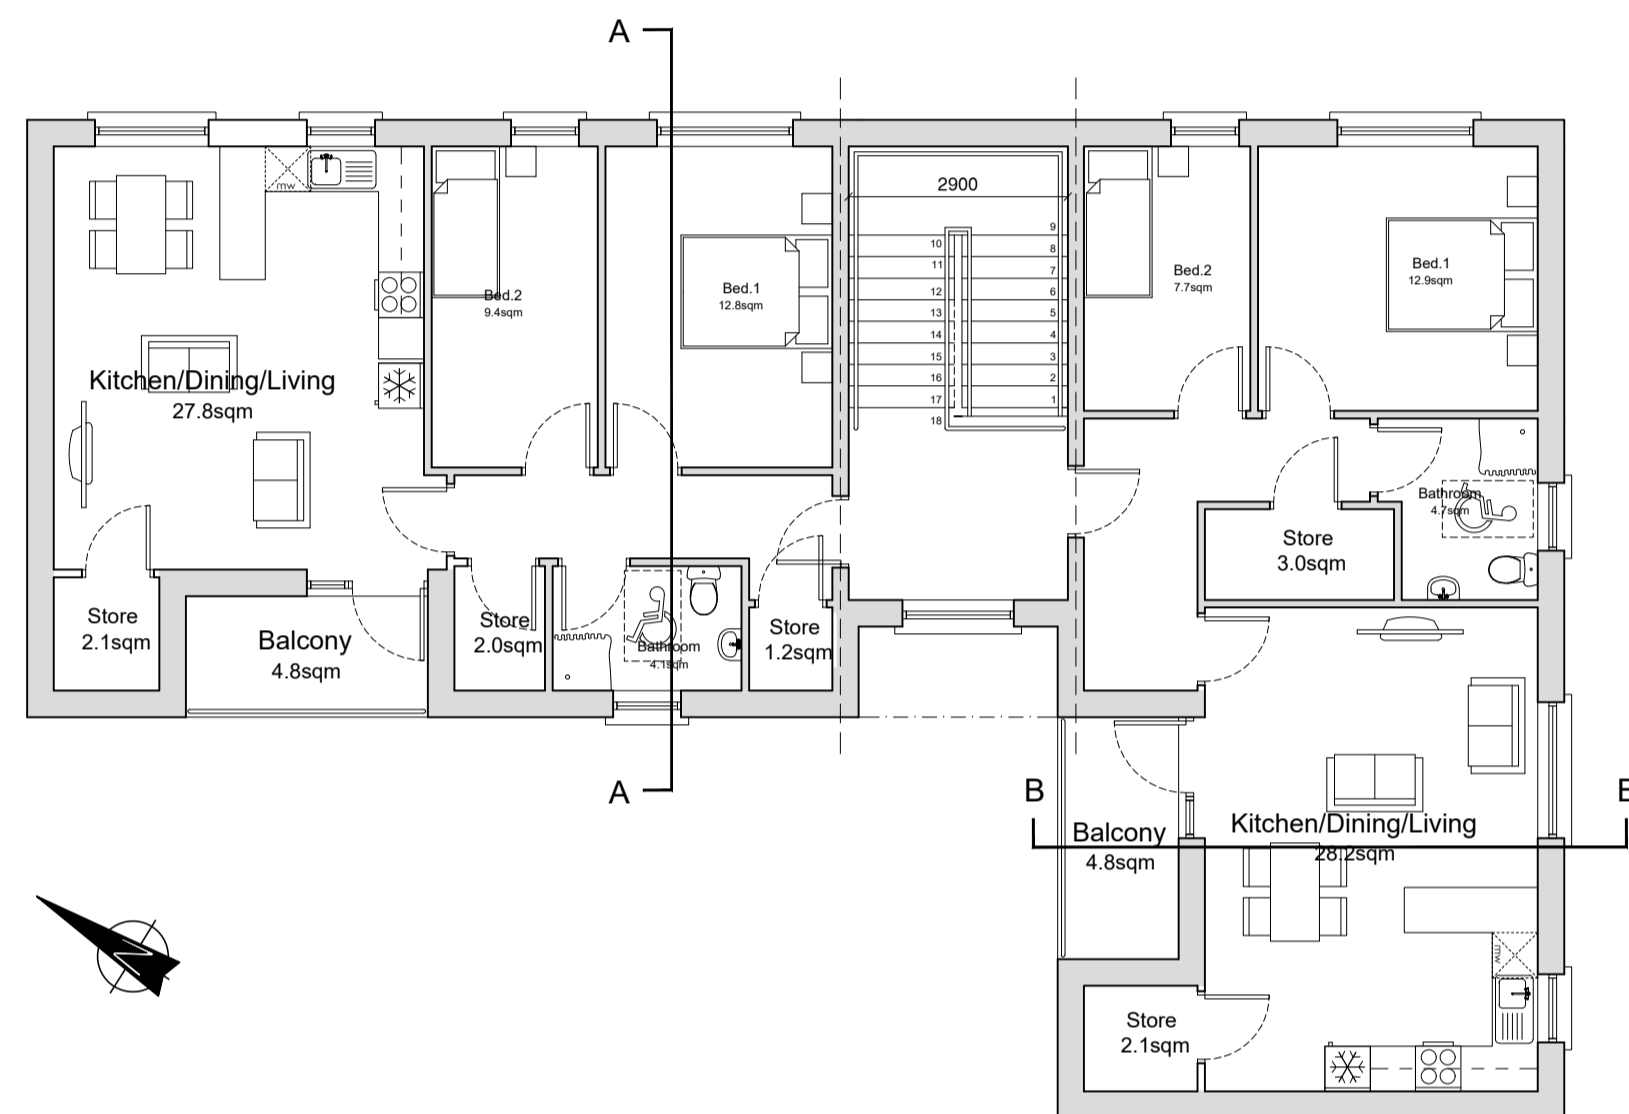 A
2900
9
10
8
11
7
12
6
13
5
14
4
15
3
16
2
17
1
18
mw
Bed.2
9.4sqm
Bed.1
12.8sqm
Bed.2
7.7sqm
Bed.1
12.9sqm
Kitchen/Dining/Living
27.8sqm
Bathroom
4.7sqm
Store
3.0sqm
Store
2.1sqm
Balcony
4.8sqm
Store
2.0sqm
Bathroom
4.1sqm
Store
1.2sqm
A
B
B
Balcony
4.8sqm
Kitchen/Dining/Living
28.2sqm
mw
N
Store
2.1sqm